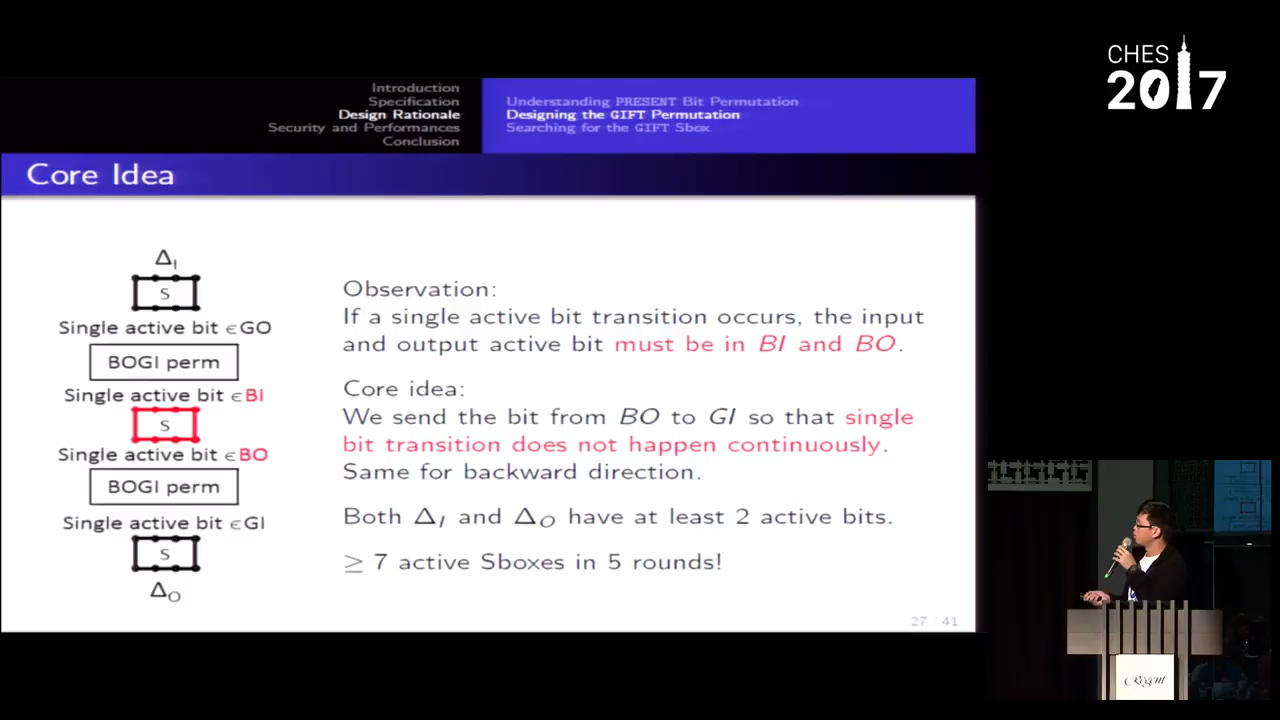 CHES
2017
Introduction
Specification
Design Rationale
Security and Performances
Conclusion
Understanding PRESENT Bit Permutation
Designing the GIFT Permutation
Searching for the GIFT Sbox
Core Idea
Δ_I
S
Single active bit ∈GO
BOGI perm
Single active bit ∈BI
S
Single active bit ∈BO
BOGI perm
Single active bit ∈GI
S
Δ_O
Observation:
If a single active bit transition occurs, the input
and output active bit must be in BI and BO.
Core idea:
We send the bit from BO to GI so that single
bit transition does not happen continuously.
Same for backward direction.
Both Δ_I and Δ_O have at least 2 active bits.
≥ 7 active Sboxes in 5 rounds!
27 / 41
Regent